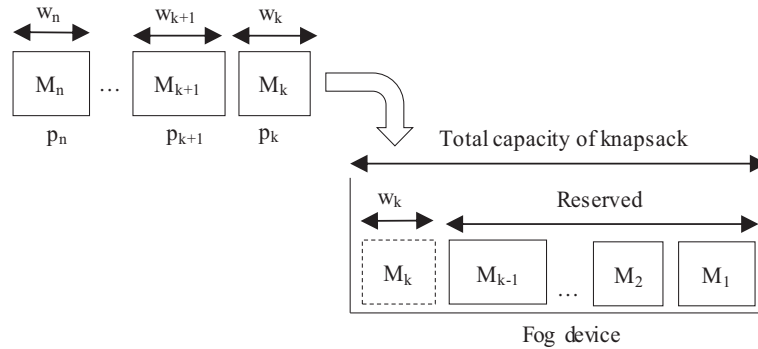 wₙ wₖ₊₁ wₖ
Mₙ ... Mₖ₊₁ Mₖ
pₙ pₖ₊₁ pₖ
Total capacity of knapsack
wₖ Reserved
Mₖ Mₖ₋₁ ... M₂ M₁
Fog device